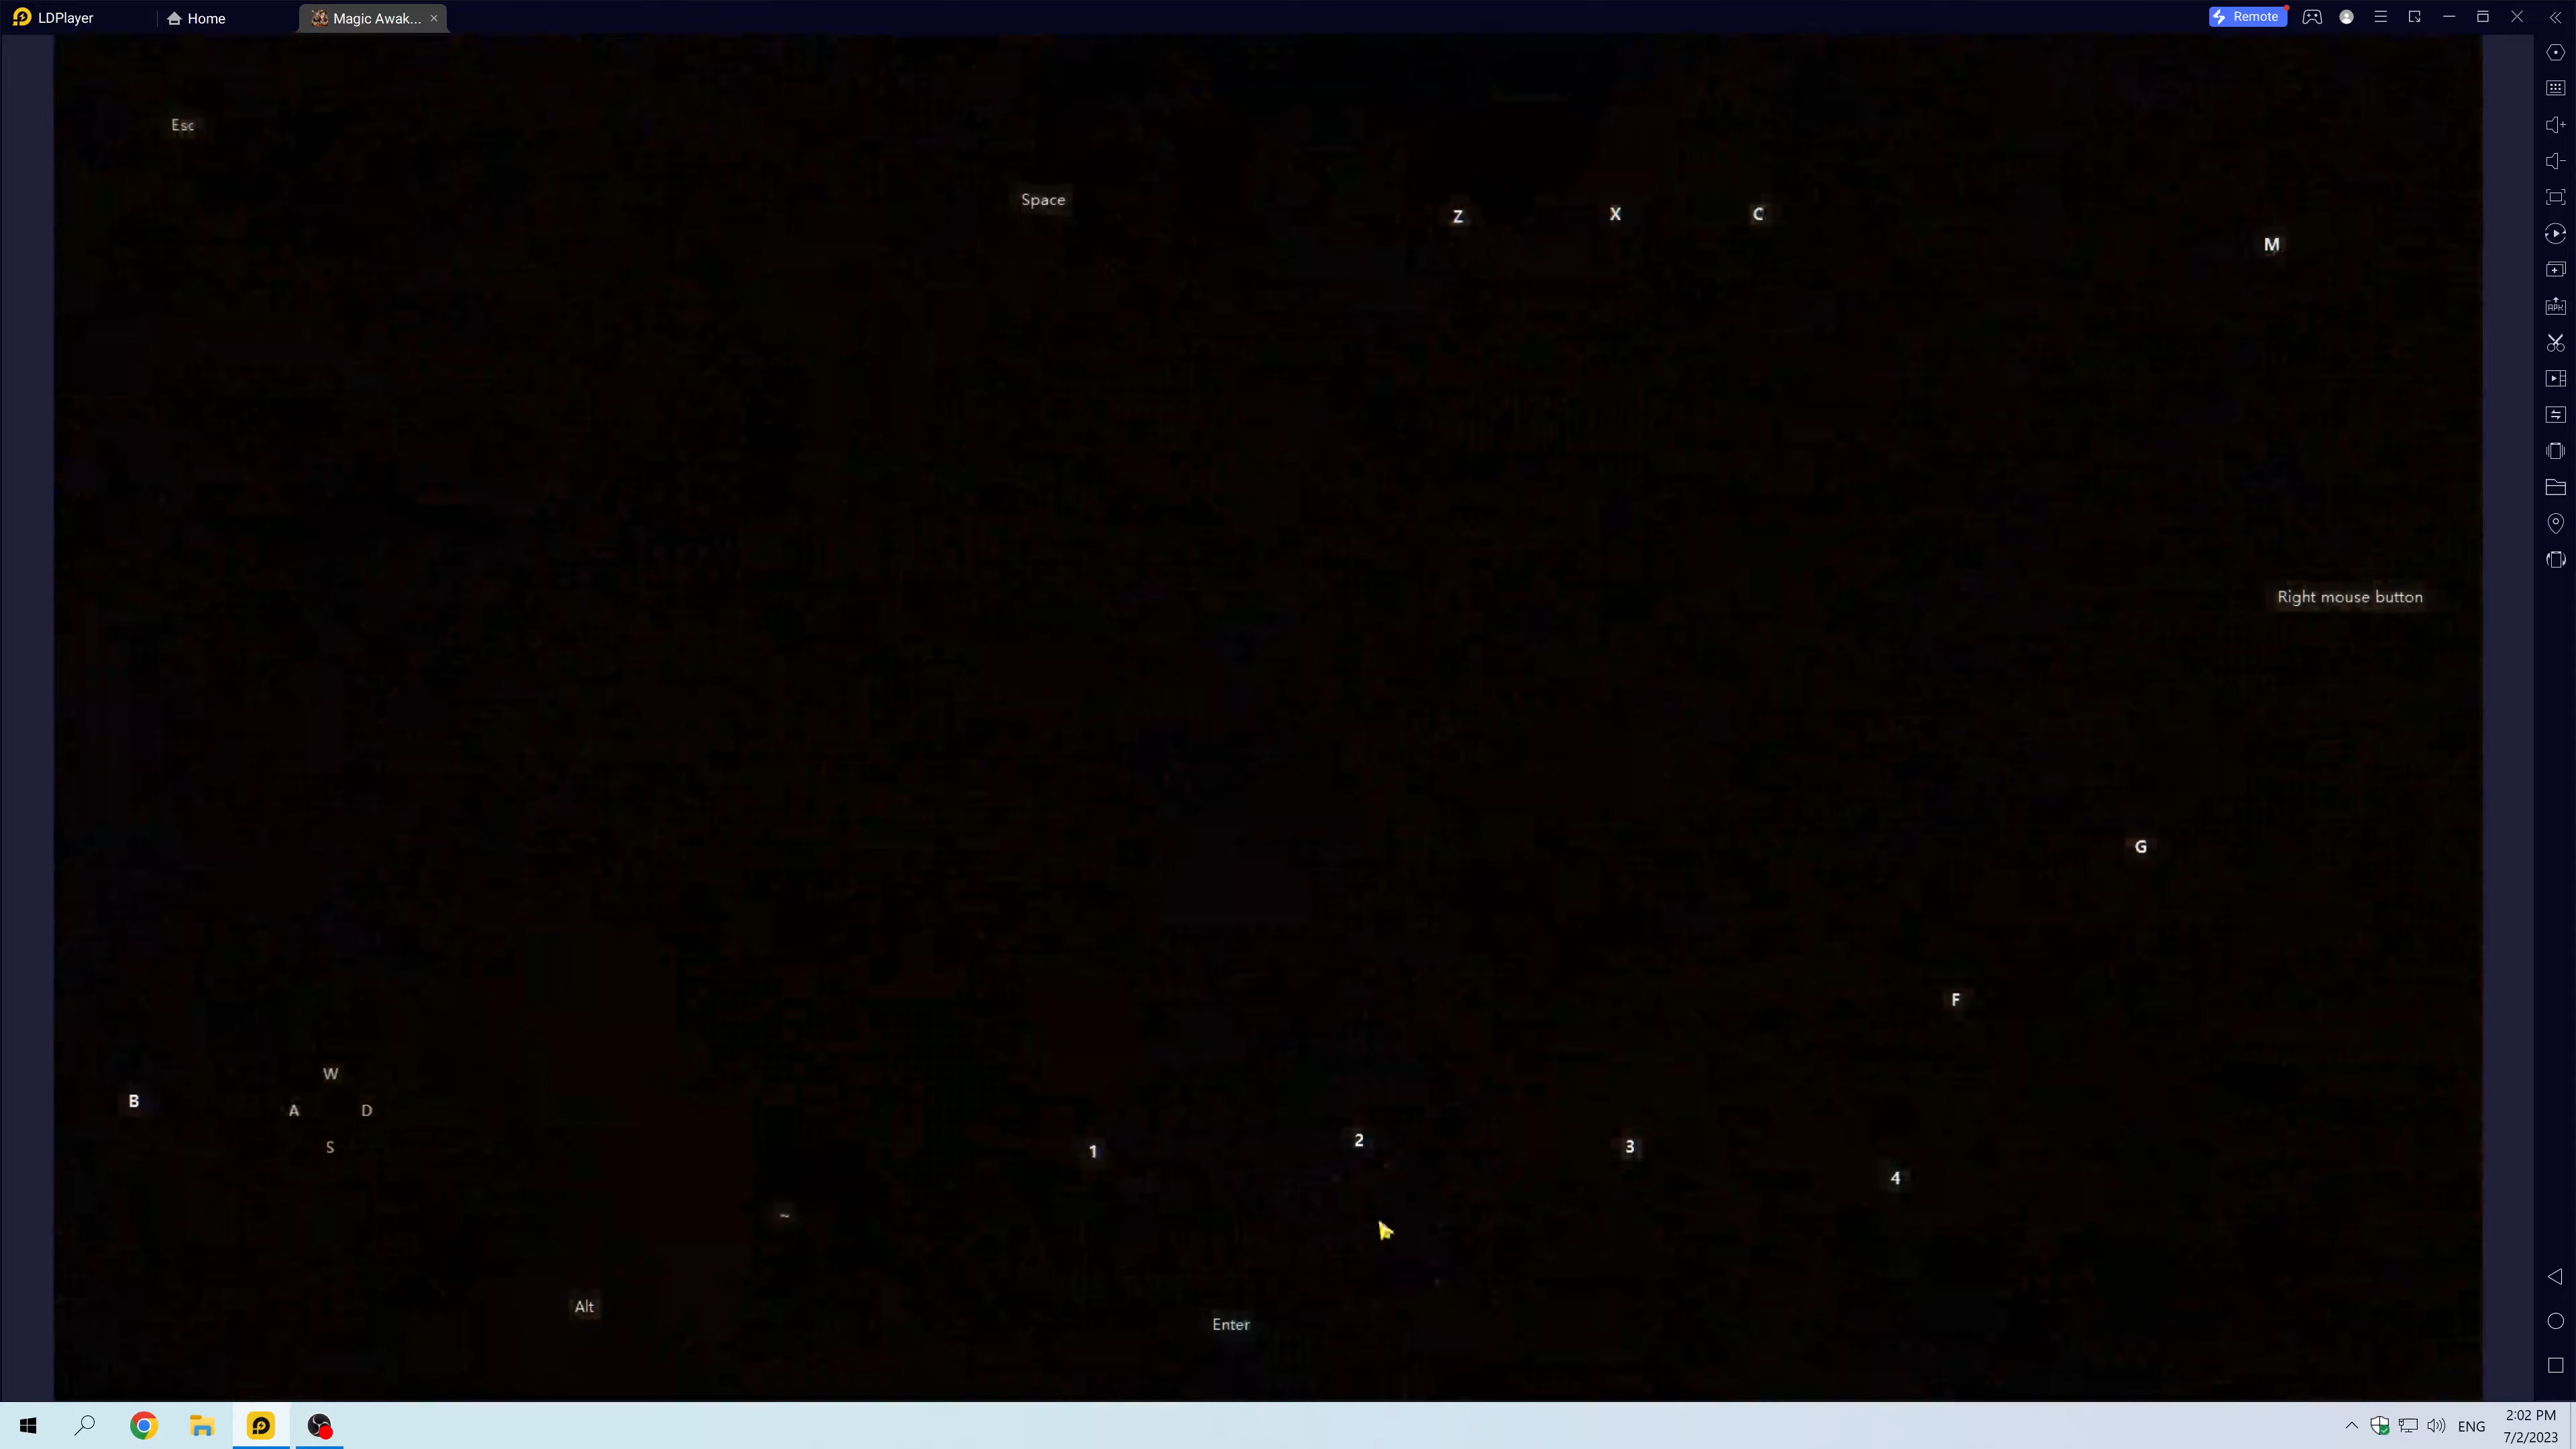 LDPlayer
Home
Magic Awak...
Remote
Esc
Space
Z
X
C
M
APK
Right mouse button
G
F
W
B
A
D
S
1
2
3
4
~
Alt
Enter
ENG
2:02 PM
7/2/2023